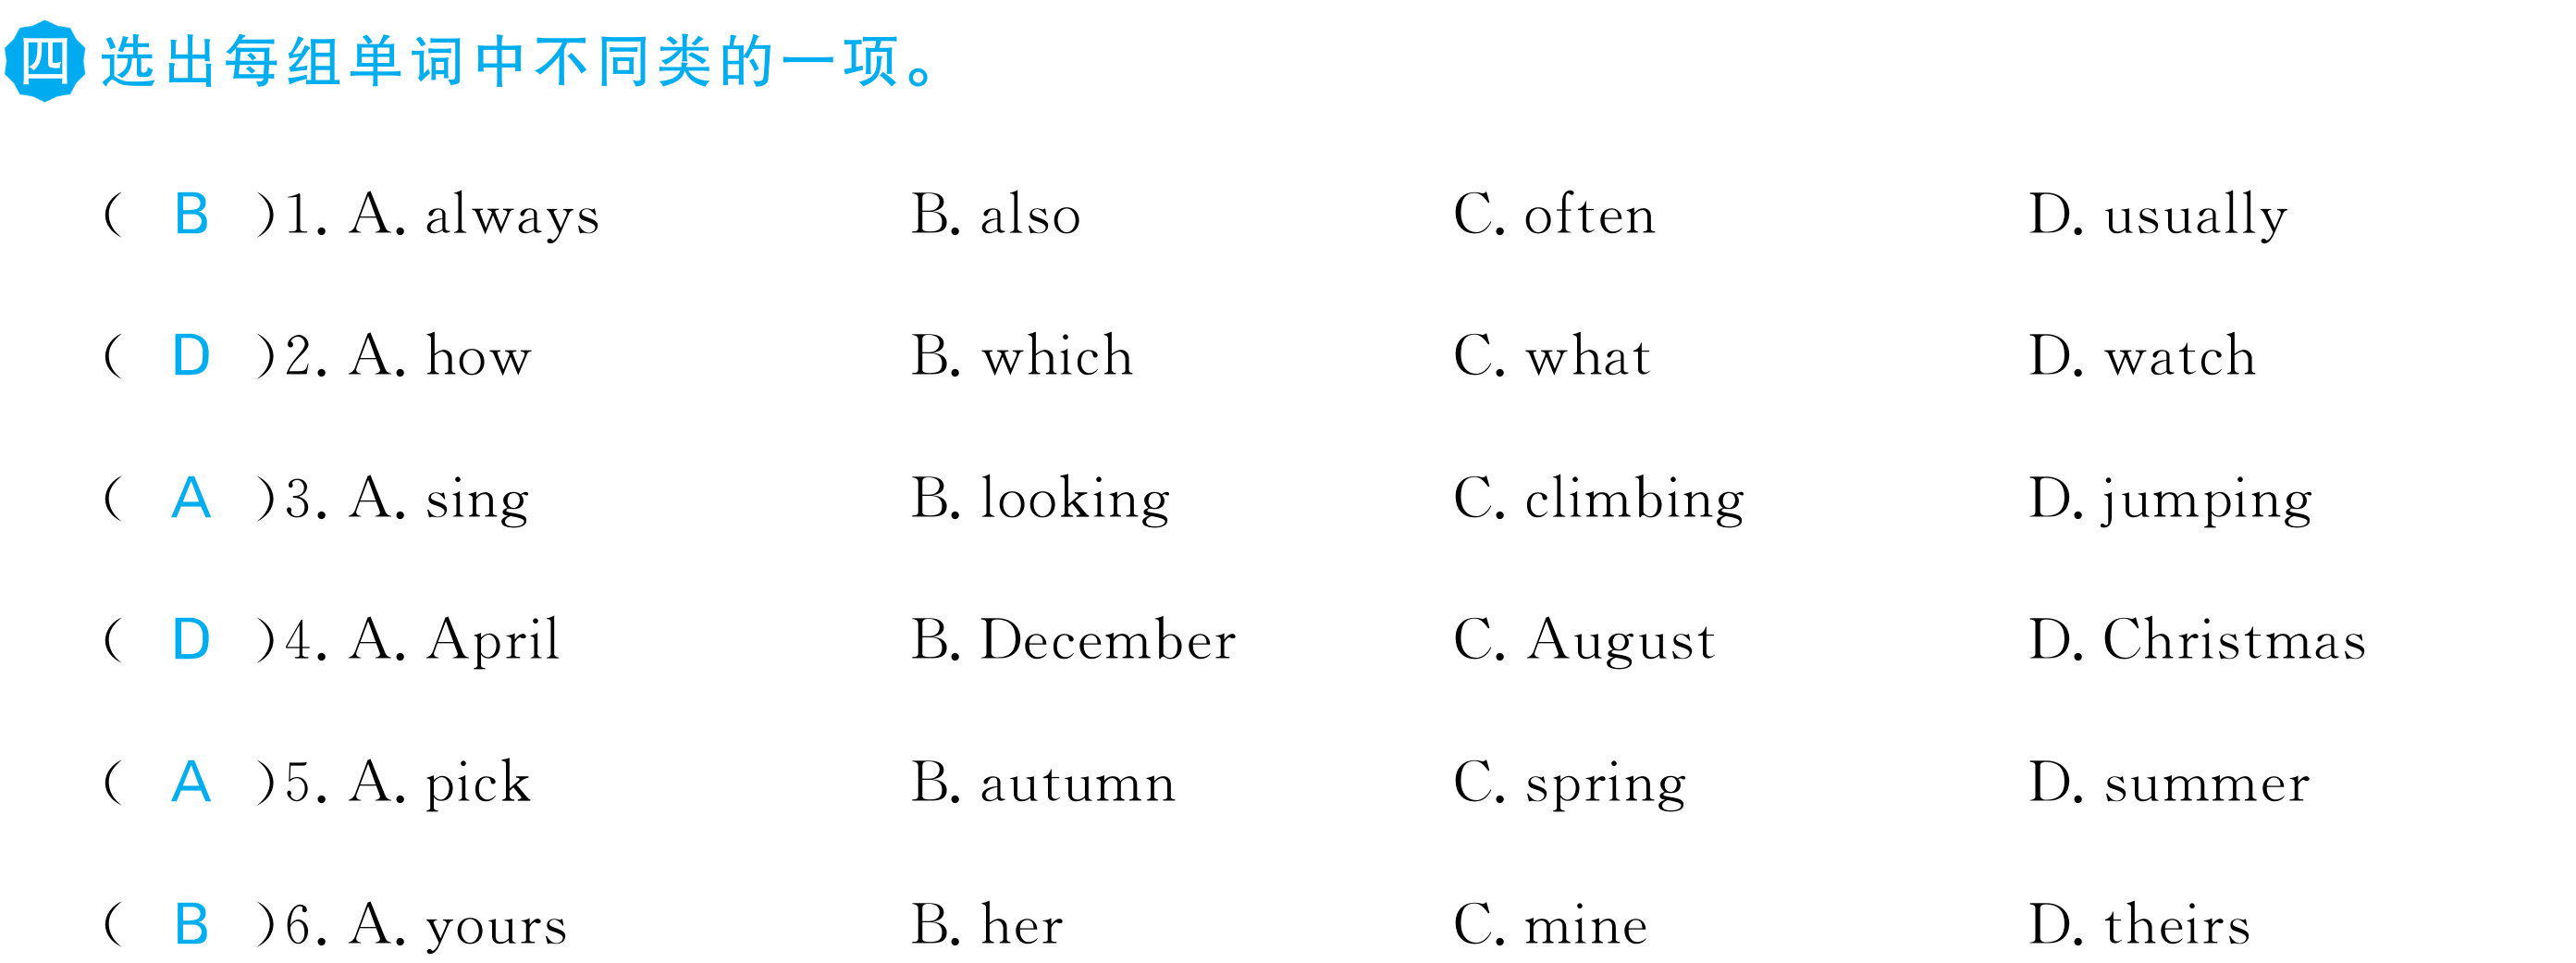 四 选出每组单词中不同类的一项。
( B )1. A. always B. also C. often D. usually
( D )2. A. how B. which C. what D. watch
( A )3. A. sing B. looking C. climbing D. jumping
( D )4. A. April B. December C. August D. Christmas
( A )5. A. pick B. autumn C. spring D. summer
( B )6. A. yours B. her C. mine D. theirs